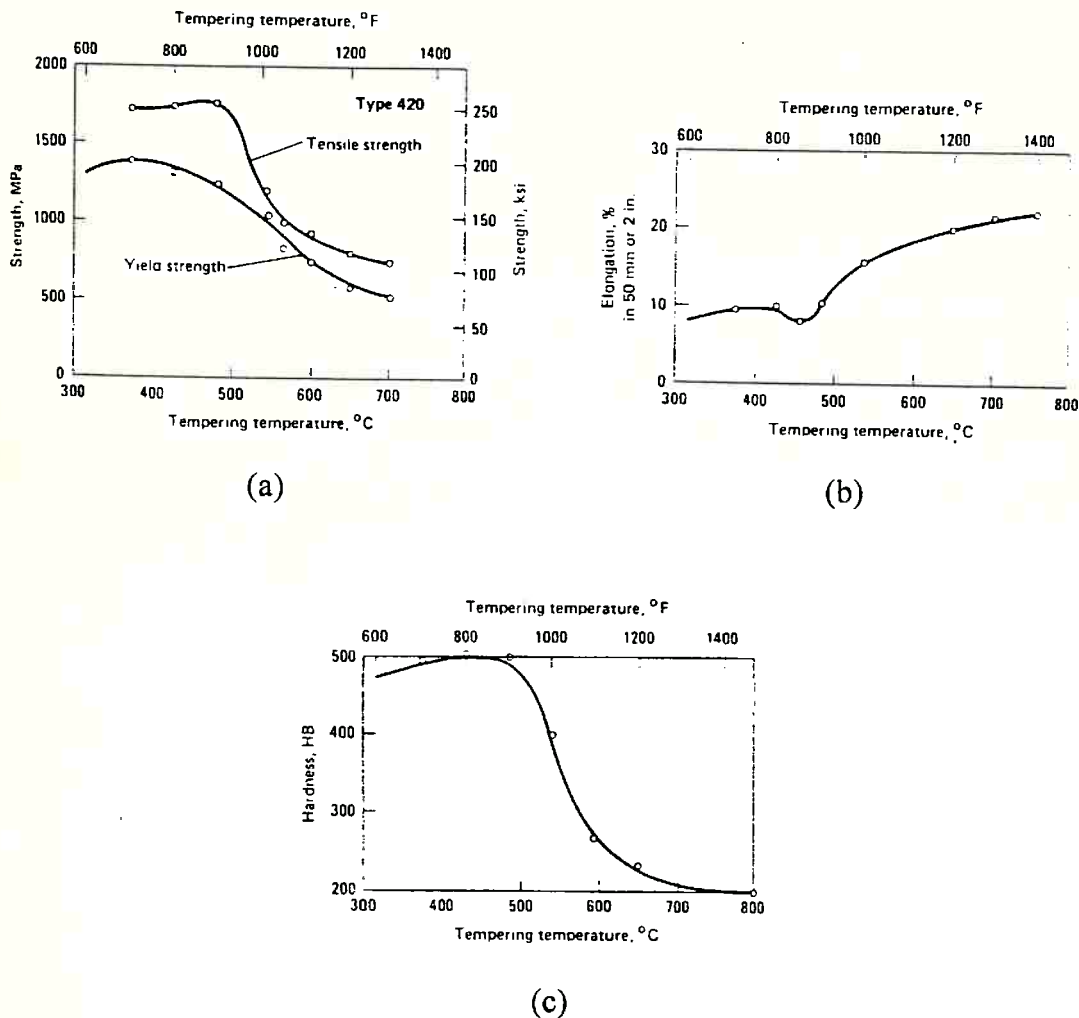 Tempering temperature, °F
600 800 1000 1200 1400
2000
1500
1000
500
0
Strength, MPa
Type 420
Tensile strength
Yield strength
250
200
150
100
50
0
Strength, ksi
300 400 500 600 700 800
Tempering temperature, °C
(a)
Tempering temperature, °F
600 800 1000 1200 1400
30
20
10
0
Elongation, %
in 50 mm or 2 in.
300 400 500 600 700 800
Tempering temperature, °C
(b)
Tempering temperature, °F
600 800 1000 1200 1400
500
400
300
200
Hardness, HB
300 400 500 600 700 800
Tempering temperature, °C
(c)